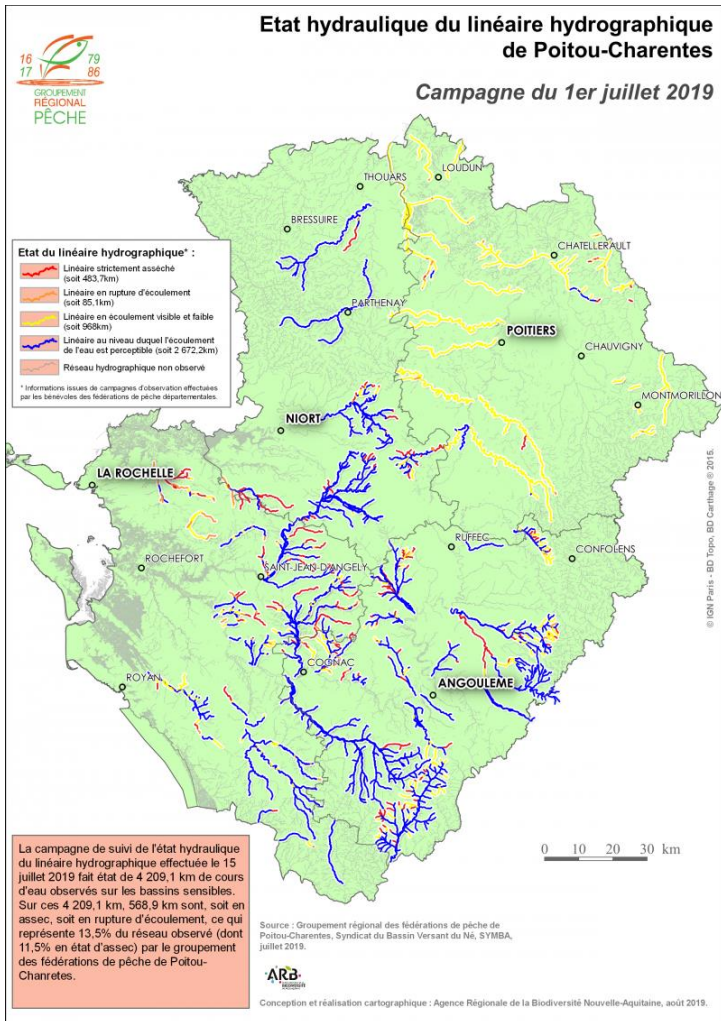 Etat hydraulique du linéaire hydrographique
de Poitou-Charentes
Campagne du 1er juillet 2019
16 79
17 86
GROUPEMENT
RÉGIONAL
PÊCHE
THOUARS
LOUDUN
BRESSUIRE
CHATELLERAULT
Etat du linéaire hydrographique* :
Linéaire strictement asséché
(soit 483,7km)
Linéaire en rupture d'écoulement
(soit 85,1km)
Linéaire en écoulement visible et faible
(soit 968km)
Linéaire au niveau duquel l'écoulement
de l'eau est perceptible (soit 2 672,2km)
Réseau hydrographique non observé
* Informations issues de campagnes d'observation effectuées
par les bénévoles des fédérations de pêche départementales.
PARTHENAY
POITIERS
CHAUVIGNY
MONTMORILLON
NIORT
LA ROCHELLE
ROCHEFORT
SAINT-JEAN-D'ANGELY
RUFFEC
CONFOLENS
COGNAC
ROYAN
ANGOULEME
© IGN Paris - BD Topo, BD Carthage ® 2015.
0 10 20 30 km
La campagne de suivi de l'état hydraulique
du linéaire hydrographique effectuée le 15
juillet 2019 fait état de 4 209,1 km de cours
d'eau observés sur les bassins sensibles.
Sur ces 4 209,1 km, 568,9 km sont, soit en
assec, soit en rupture d'écoulement, ce qui
représente 13,5% du réseau observé (dont
11,5% en état d'assec) par le groupement
des fédérations de pêche de Poitou-
Chanretes.
Source : Groupement régional des fédérations de pêche de
Poitou-Charentes, Syndicat du Bassin Versant du Né, SYMBA,
juillet 2019.
ARB
Conception et réalisation cartographique : Agence Régionale de la Biodiversité Nouvelle-Aquitaine, août 2019.